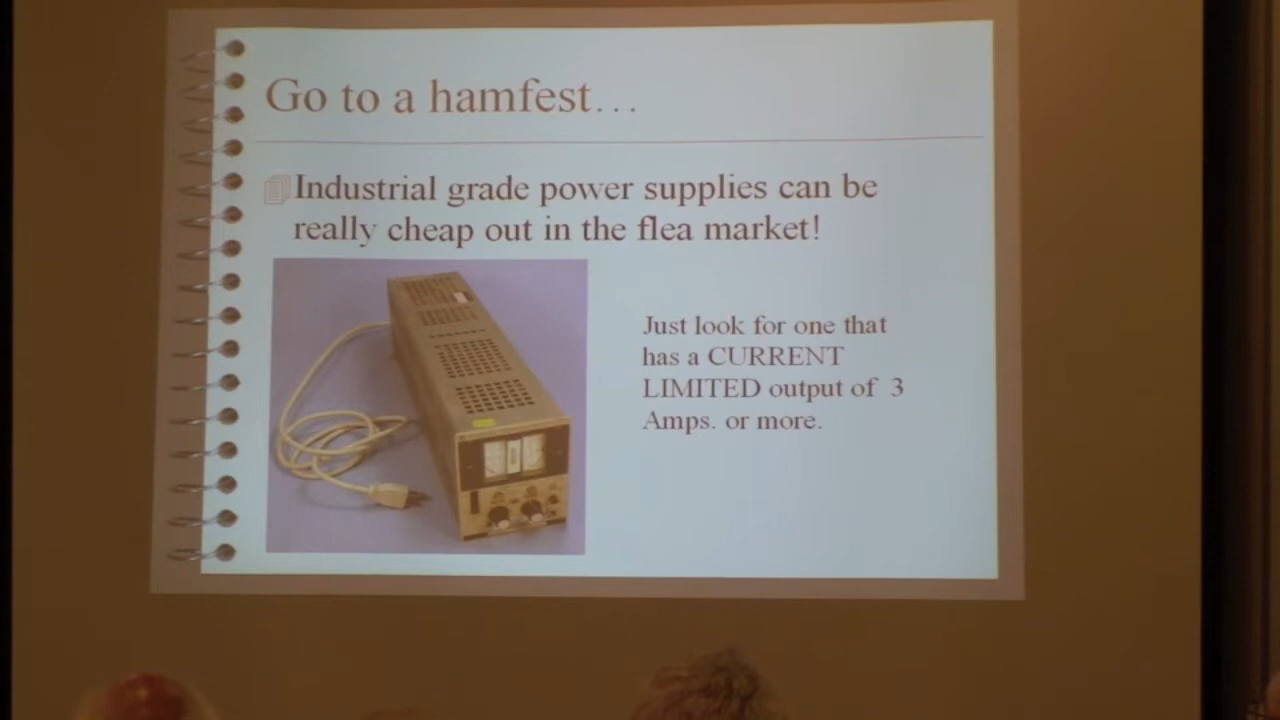 Go to a hamfest...
Industrial grade power supplies can be
really cheap out in the flea market!
Just look for one that
has a CURRENT
LIMITED output of 3
Amps. or more.